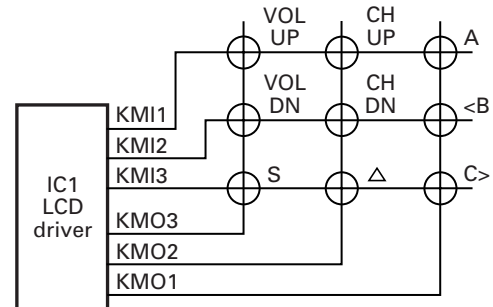 VOL UP
CH UP
A
VOL DN
CH DN
<B
S
△
C>
KMI1
KMI2
KMI3
KMO3
KMO2
KMO1
IC1
LCD
driver